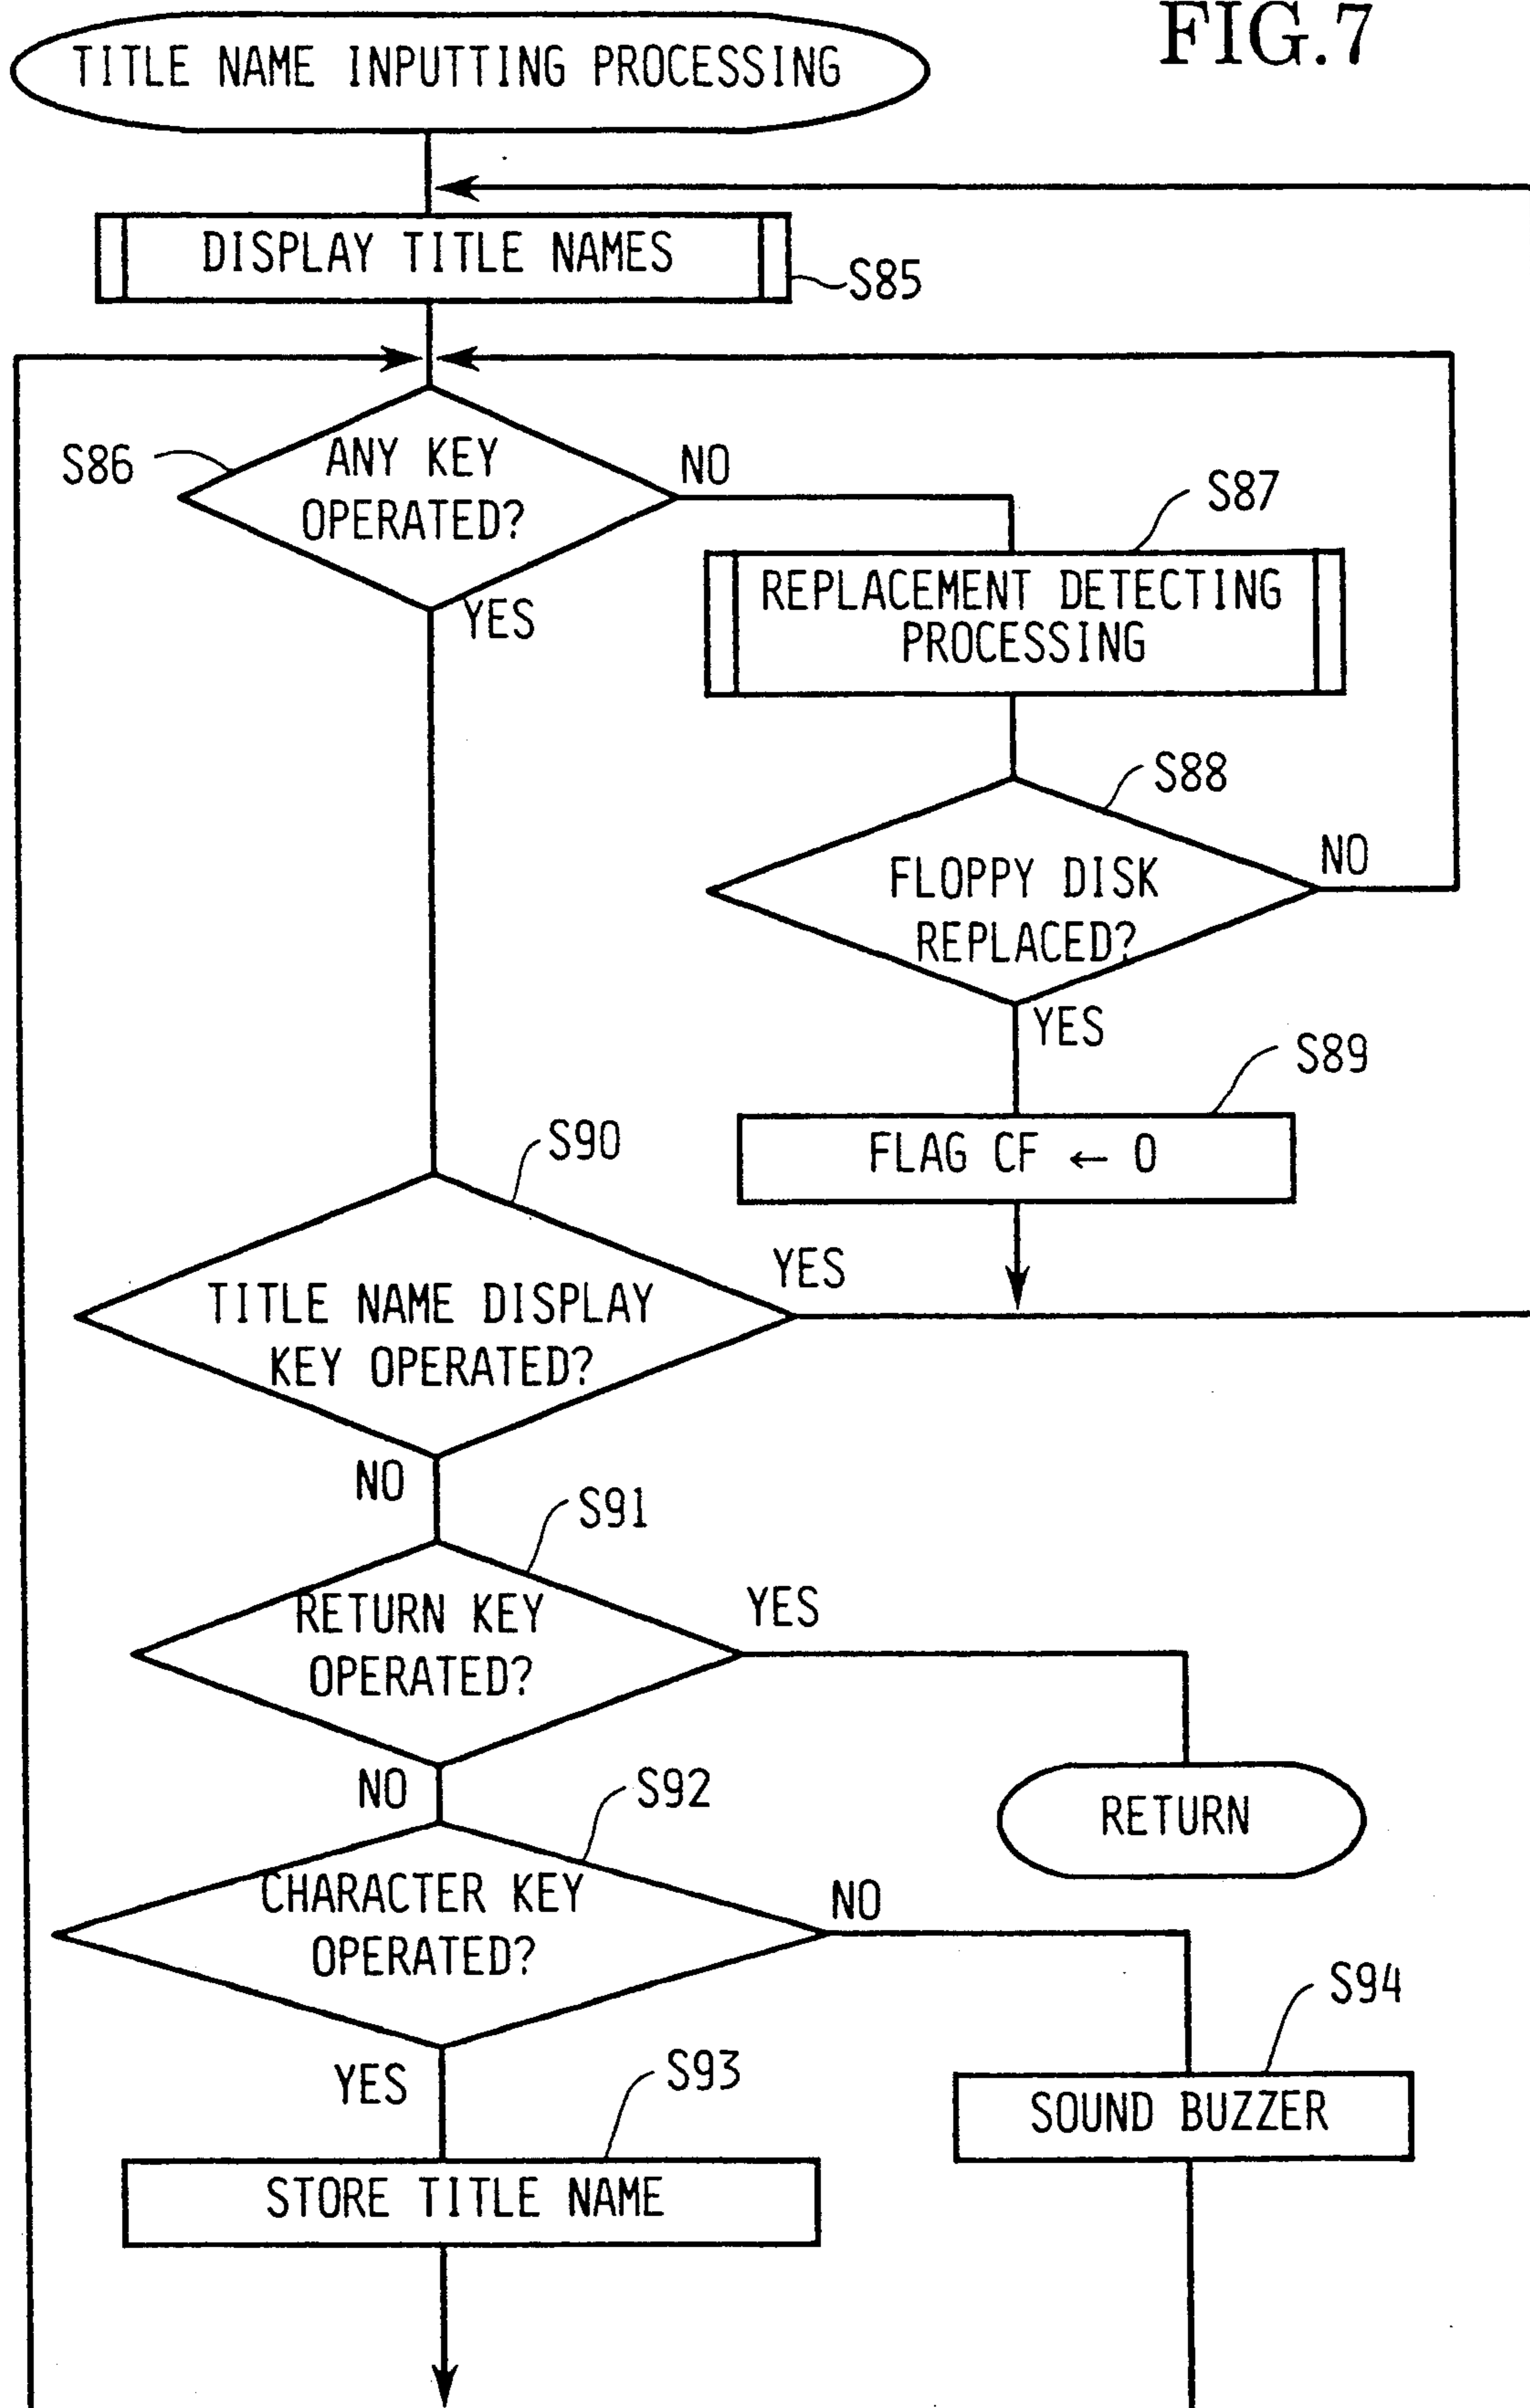 FIG.7
TITLE NAME INPUTTING PROCESSING
DISPLAY TITLE NAMES
S85
S86
ANY KEY
OPERATED?
NO
YES
S87
REPLACEMENT DETECTING
PROCESSING
S88
FLOPPY DISK
REPLACED?
NO
YES
S89
FLAG CF ← 0
S90
TITLE NAME DISPLAY
KEY OPERATED?
YES
NO
S91
RETURN KEY
OPERATED?
YES
NO
RETURN
S92
CHARACTER KEY
OPERATED?
NO
YES
S94
SOUND BUZZER
S93
STORE TITLE NAME